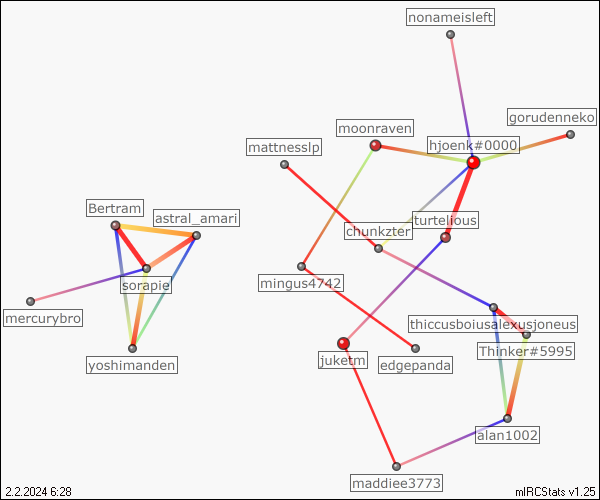 nonameisleft
gorudenneko
moonraven
hjoenk#0000
mattnesslp
Bertram
astral_amari
turtelious
chunkzter
mingus4742
sorapie
mercurybro
thiccusboiusalexusjoneus
Thinker#5995
juketm
edgepanda
yoshimanden
alan1002
maddiee3773
2.2.2024 6:28
mIRCStats v1.25